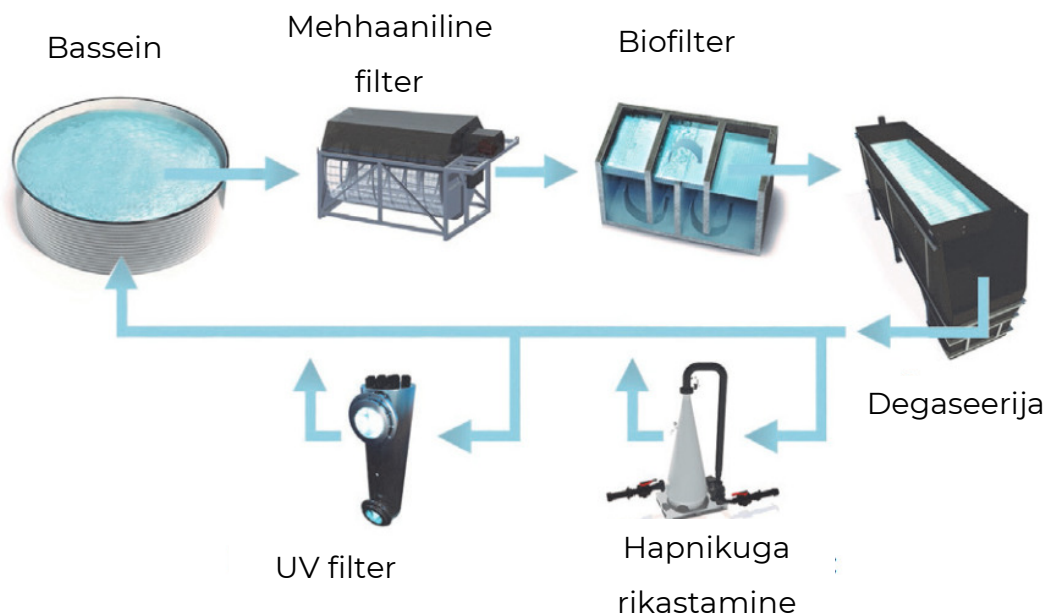 Bassein
Mehhaaniline
filter
Biofilter
Degaseerija
UV filter
Hapnikuga
rikastamine